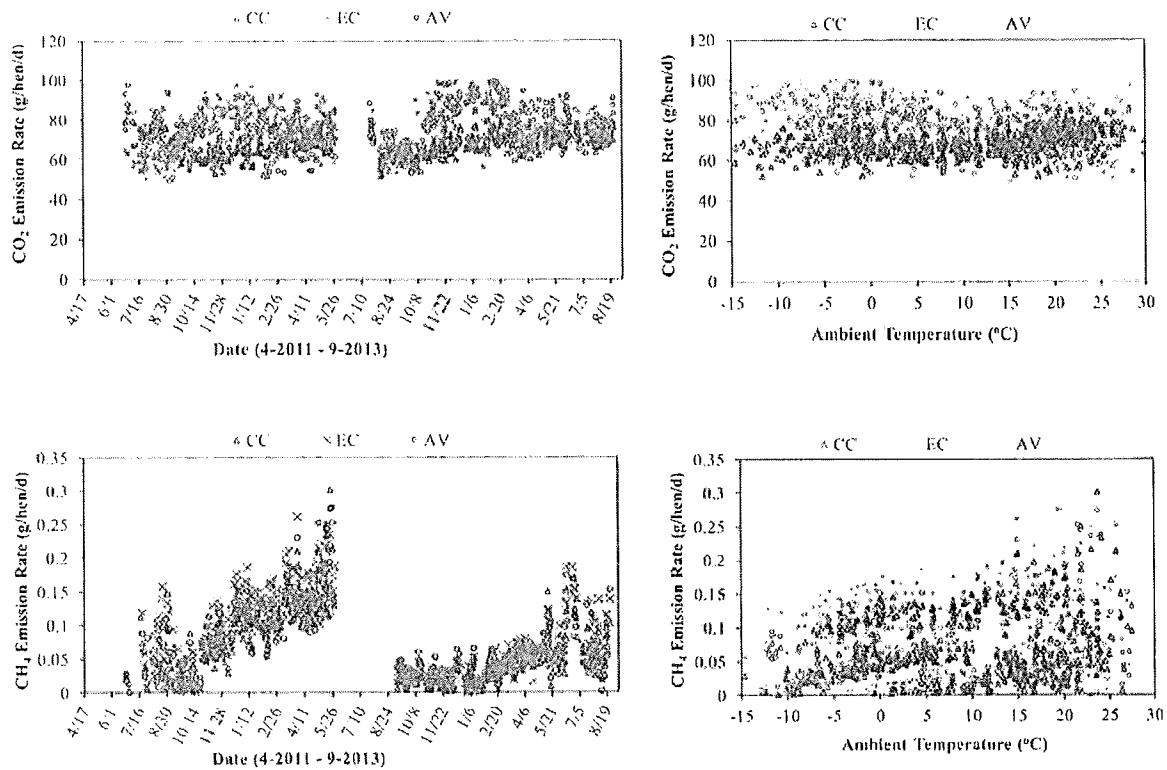 CC EC AV
CO₂ Emission Rate (g/hen/d)
120
100
80
60
40
20
0
4/17 6/1 7/16 8/30 10/14 11/28 1/12 2/26 4/11 5/26 7/10 8/24 10/8 11/22 1/6 2/20 4/6 5/21 7/5 8/19
Date (4-2011 - 9-2013)
CC EC AV
CO₂ Emission Rate (g/hen/d)
120
100
80
60
40
20
0
-15 -10 -5 0 5 10 15 20 25 30
Ambient Temperature (°C)
CC EC AV
CH₄ Emission Rate (g/hen/d)
0.35
0.3
0.25
0.2
0.15
0.1
0.05
0
4/17 6/1 7/16 8/30 10/14 11/28 1/12 2/26 4/11 5/26 7/10 8/24 10/8 11/22 1/6 2/20 4/6 5/21 7/5 8/19
Date (4-2011 - 9-2013)
CC EC AV
CH₄ Emission Rate (g/hen/d)
0.35
0.3
0.25
0.2
0.15
0.1
0.05
0
-15 -10 -5 0 5 10 15 20 25 30
Ambient Temperature (°C)